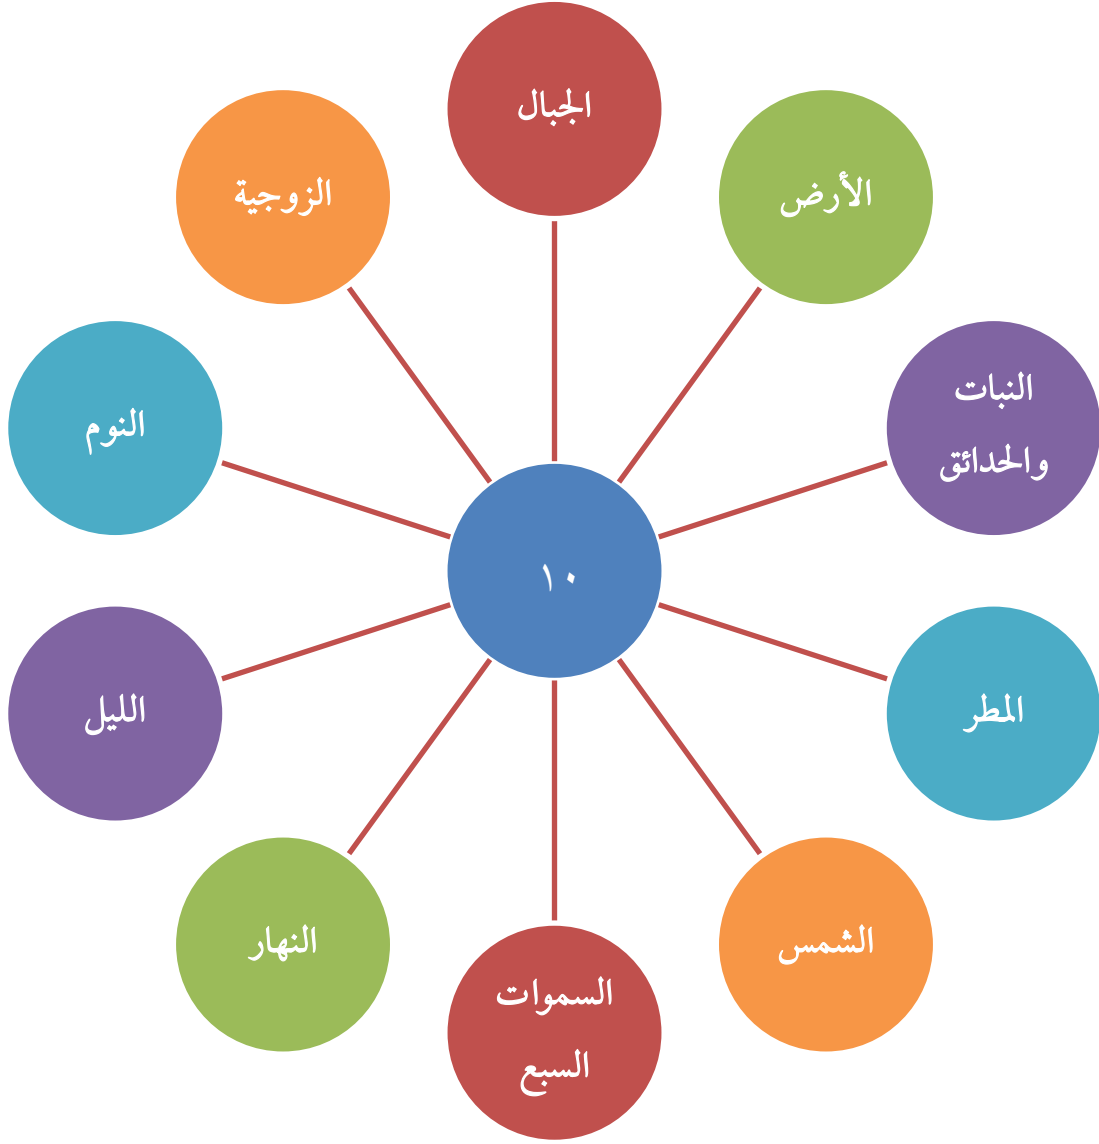 الجبال
الأرض
النبات
والحدائق
المطر
الشمس
السموات
السبع
النهار
الليل
النوم
الزوجية
١٠